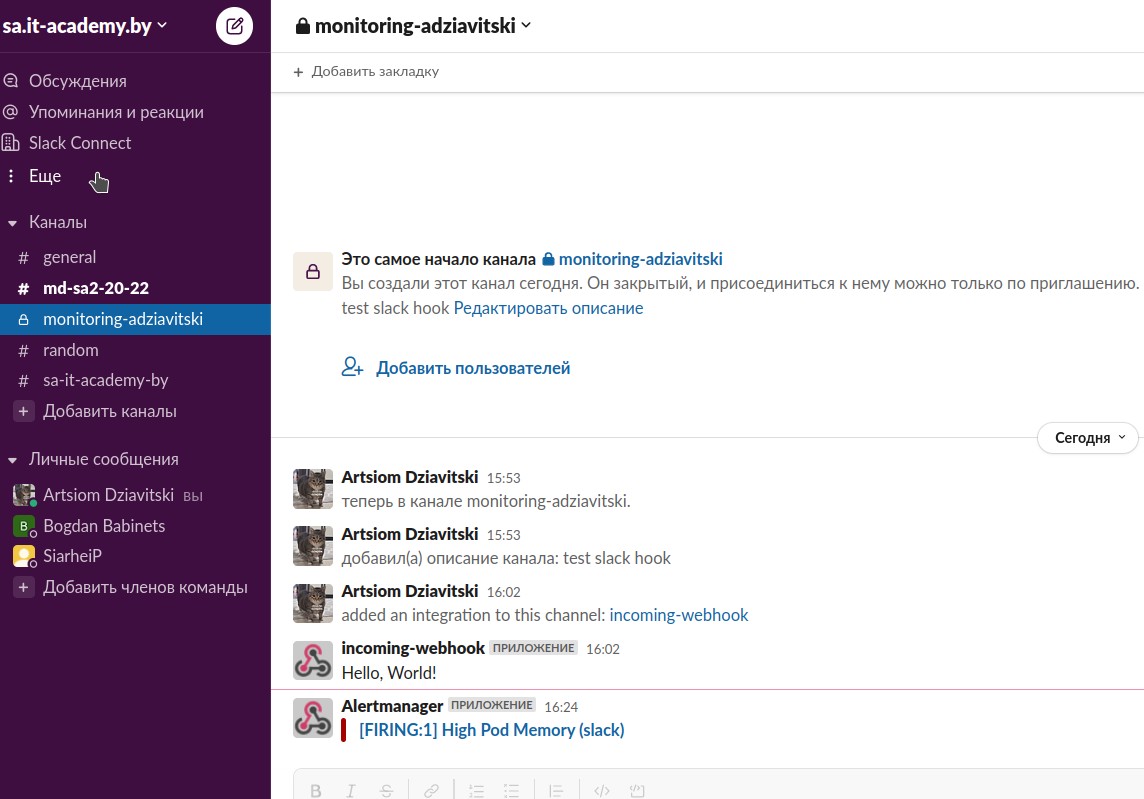 sa.it-academy.by
Обсуждения
Упоминания и реакции
Slack Connect
Еще
Каналы
# general
# md-sa2-20-22
monitoring-adziavitski
# random
# sa-it-academy-by
+ Добавить каналы
Личные сообщения
Artsiom Dziavitski вы
B Bogdan Babinets
SiarheiP
+ Добавить членов команды
monitoring-adziavitski
+ Добавить закладку
Это самое начало канала monitoring-adziavitski
Вы создали этот канал сегодня. Он закрытый, и присоединиться к нему можно только по приглашению.
test slack hook Редактировать описание
Добавить пользователей
Сегодня
Artsiom Dziavitski 15:53
теперь в канале monitoring-adziavitski.
Artsiom Dziavitski 15:53
добавил(а) описание канала: test slack hook
Artsiom Dziavitski 16:02
added an integration to this channel: incoming-webhook
incoming-webhook ПРИЛОЖЕНИЕ 16:02
Hello, World!
Alertmanager ПРИЛОЖЕНИЕ 16:24
[FIRING:1] High Pod Memory (slack)